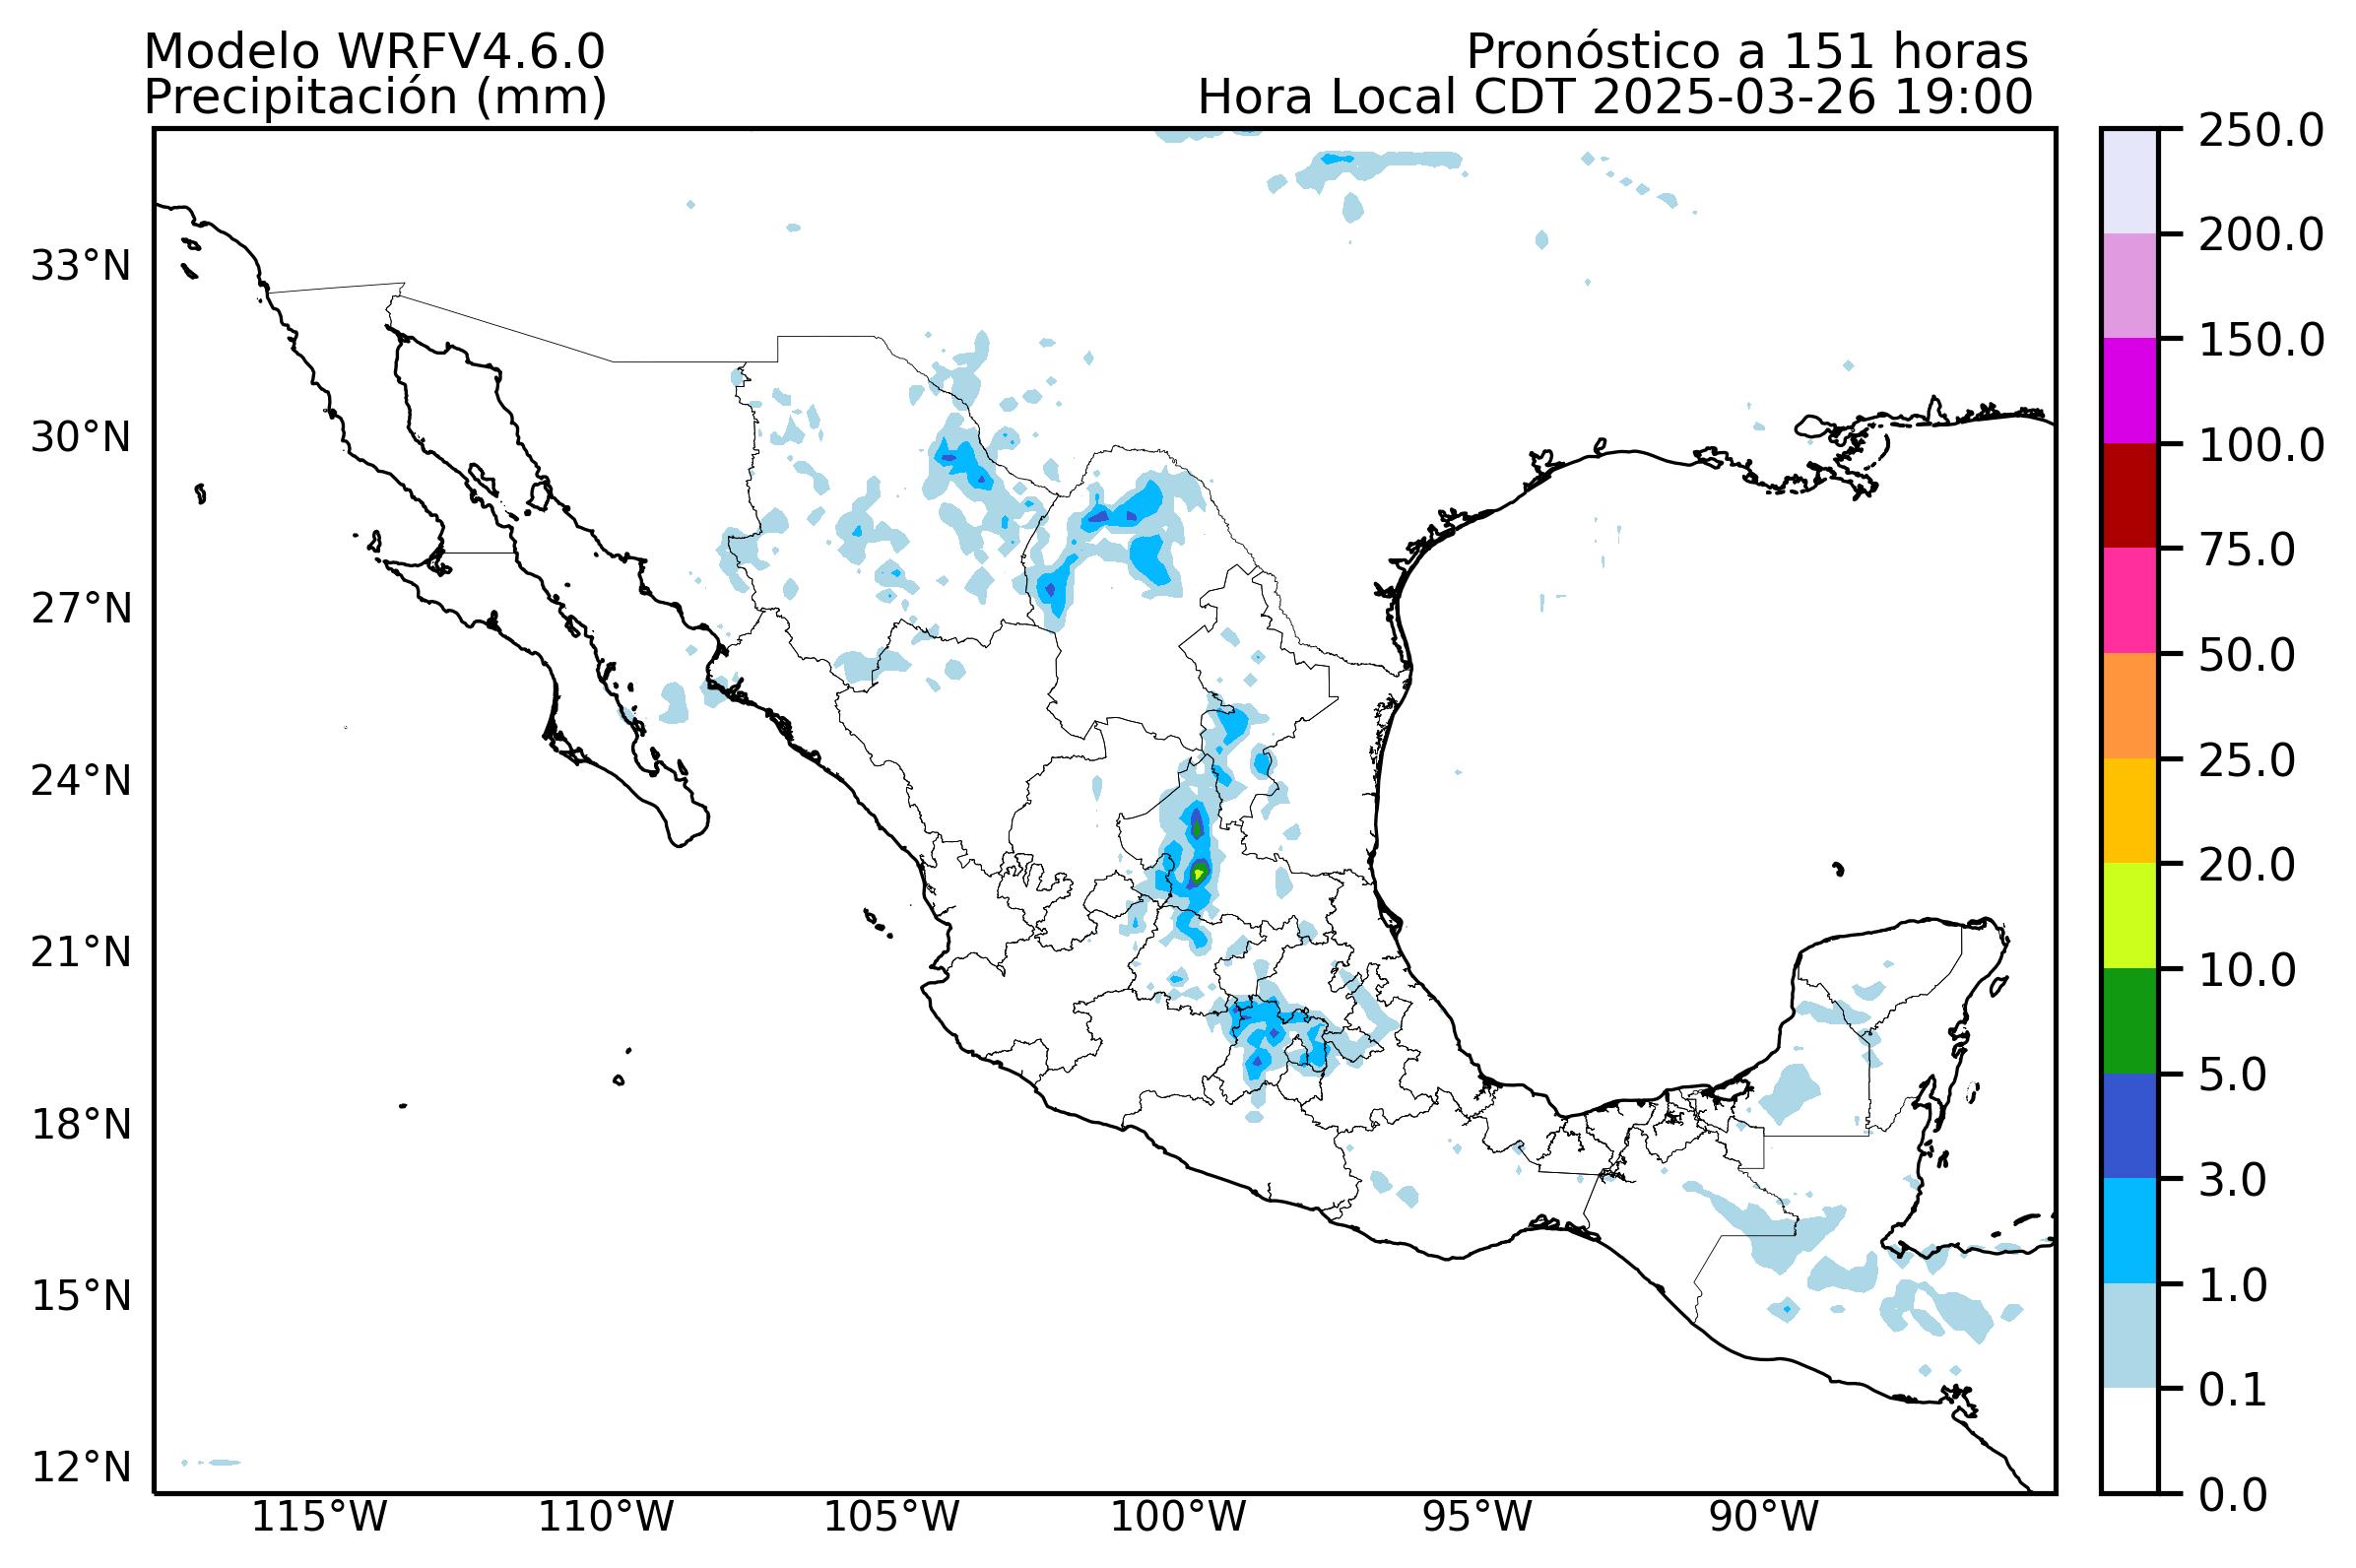 Modelo WRFV4.6.0
Precipitación (mm)
Pronóstico a 151 horas
Hora Local CDT 2025-03-26 19:00
33°N
30°N
27°N
24°N
21°N
18°N
15°N
12°N
115°W
110°W
105°W
100°W
95°W
90°W
250.0
200.0
150.0
100.0
75.0
50.0
25.0
20.0
10.0
5.0
3.0
1.0
0.1
0.0